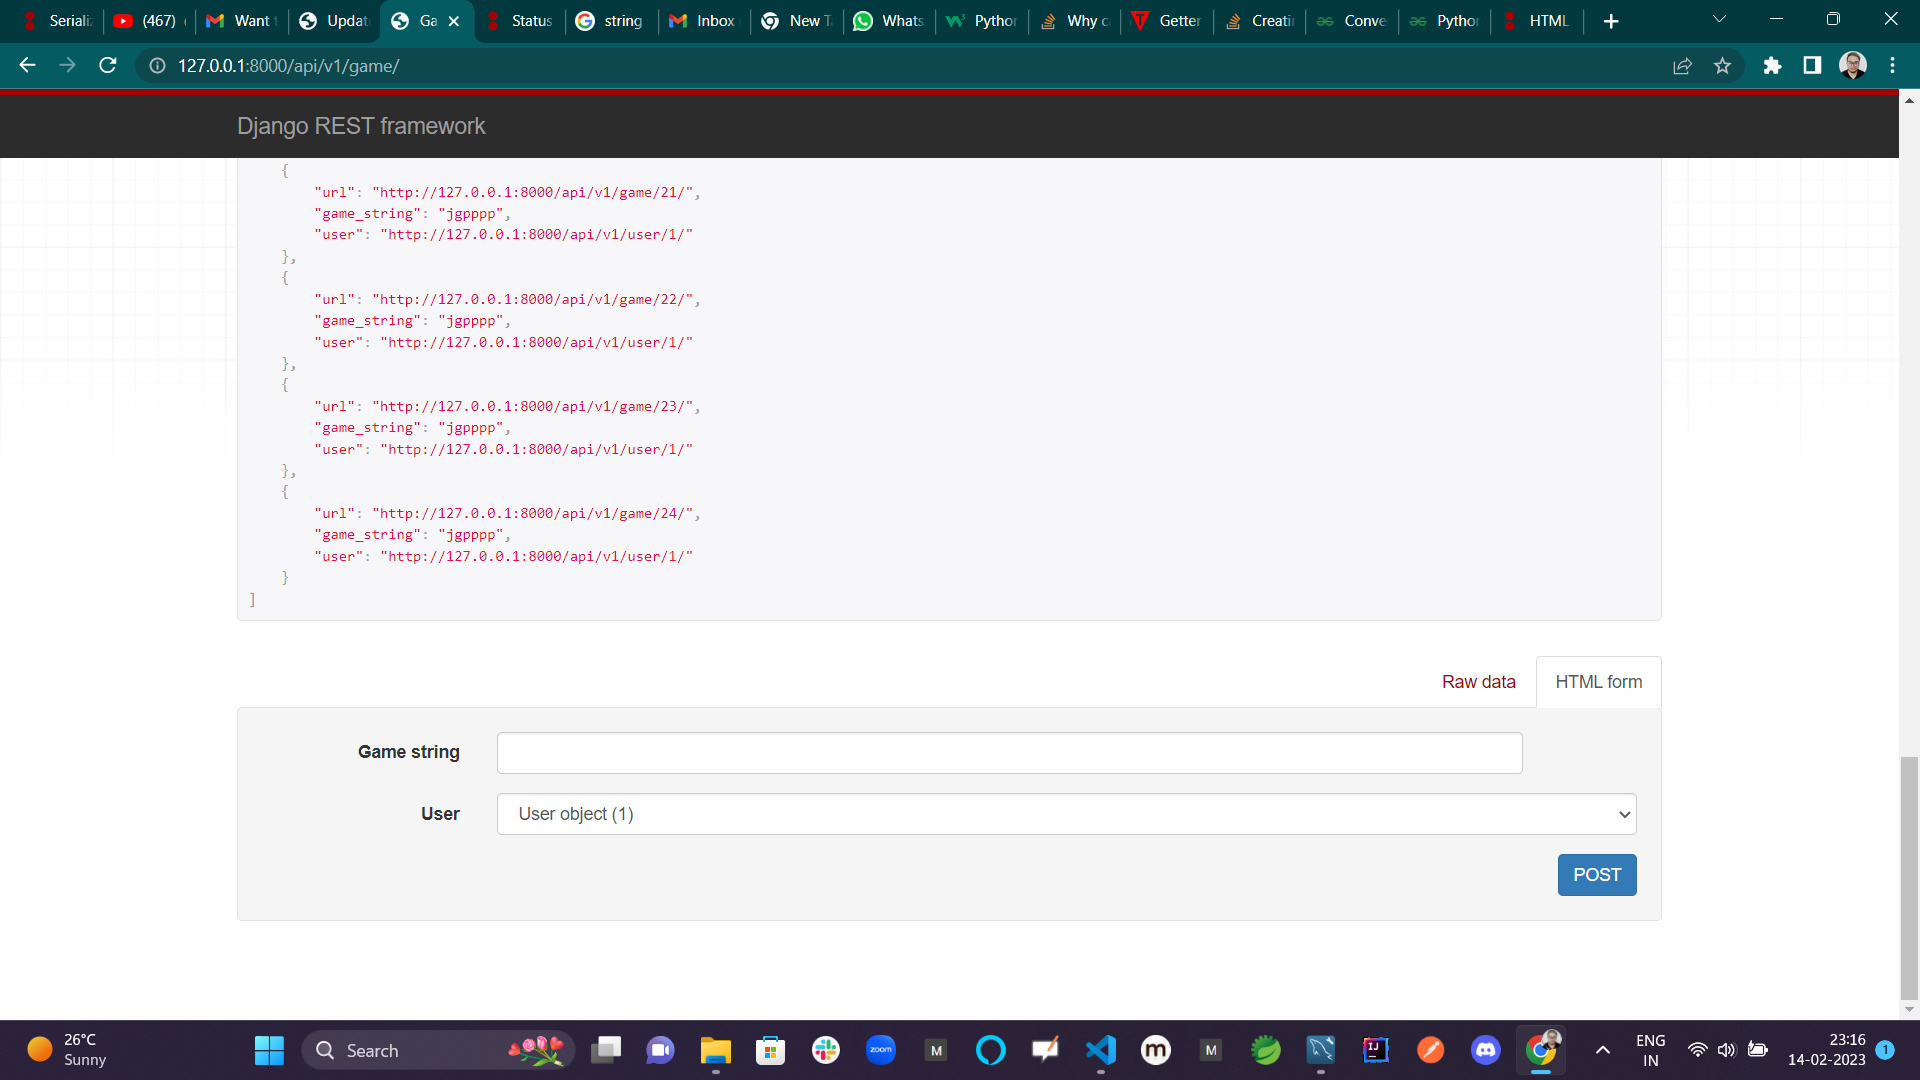 Serializ
(467)
Want
Updat
Ga
Status
string
Inbox
New T
Whats
Python
Why c
Getter
Creatin
Conve
Python
HTML
127.0.0.1:8000/api/v1/game/
Django REST framework
{
"url": "http://127.0.0.1:8000/api/v1/game/21/",
"game_string": "jgpppp",
"user": "http://127.0.0.1:8000/api/v1/user/1/"
},
{
"url": "http://127.0.0.1:8000/api/v1/game/22/",
"game_string": "jgpppp",
"user": "http://127.0.0.1:8000/api/v1/user/1/"
},
{
"url": "http://127.0.0.1:8000/api/v1/game/23/",
"game_string": "jgpppp",
"user": "http://127.0.0.1:8000/api/v1/user/1/"
},
{
"url": "http://127.0.0.1:8000/api/v1/game/24/",
"game_string": "jgpppp",
"user": "http://127.0.0.1:8000/api/v1/user/1/"
}
]
Raw data
HTML form
Game string
User
User object (1)
POST
26°C
Sunny
Search
zoom
M
m
M
IJ
ENG
IN
23:16
14-02-2023
1